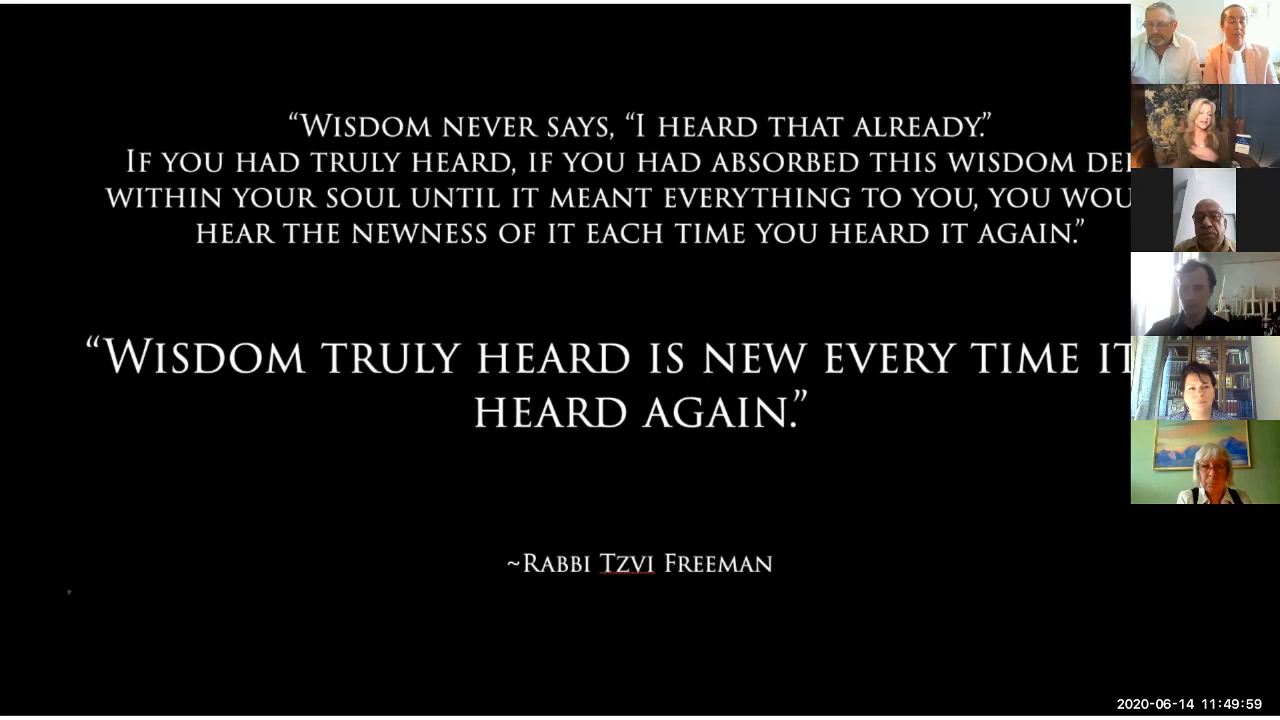 “Wisdom never says, “I heard that already.”
If you had truly heard, if you had absorbed this wisdom
within your soul until it meant everything to you, you
hear the newness of it each time you heard it again.”
“Wisdom truly heard is new every time it
heard again.”
~Rabbi Tzvi Freeman
2020-06-14 11:49:59